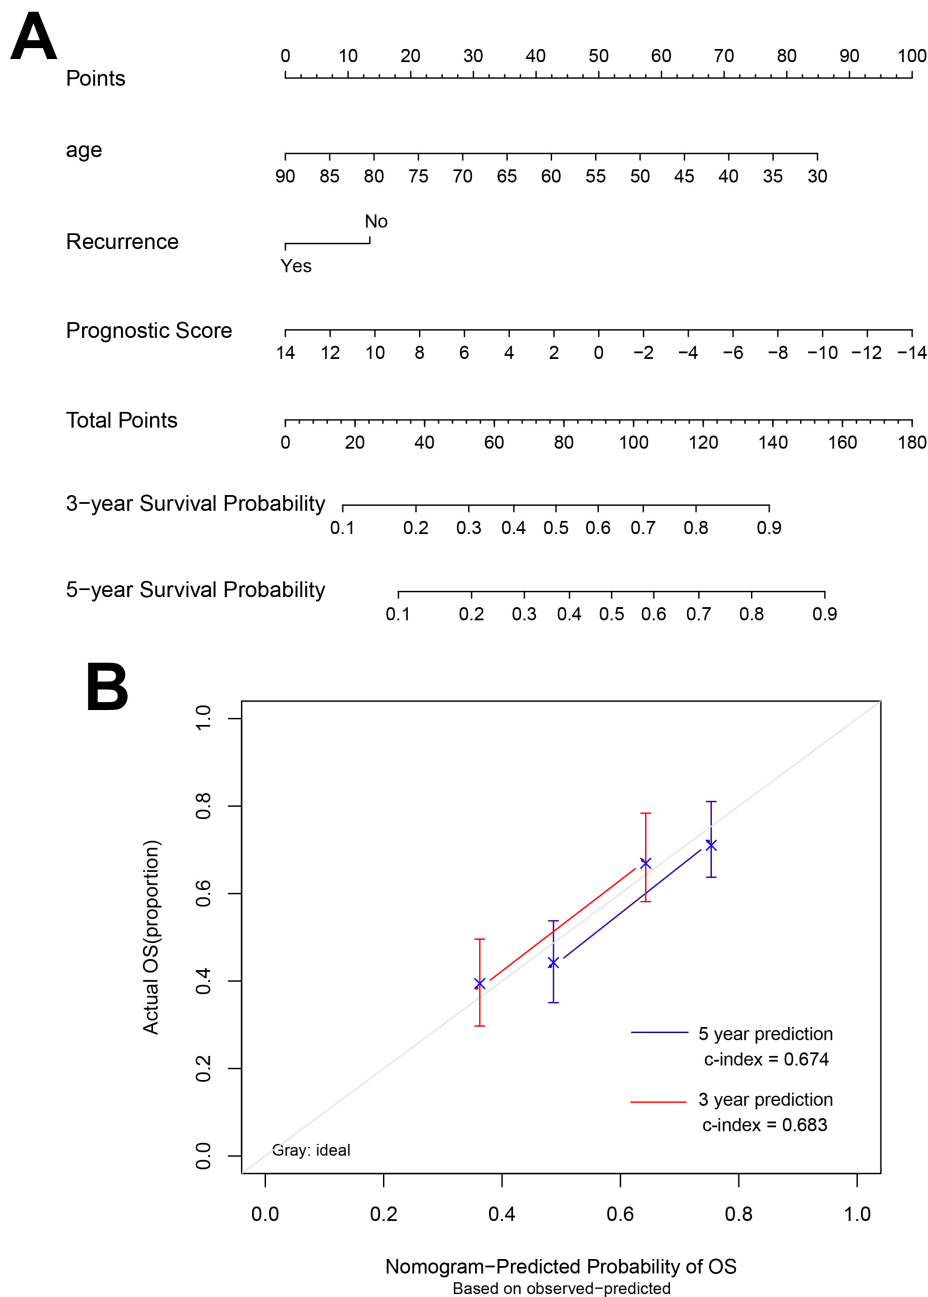 A
Points
0 10 20 30 40 50 60 70 80 90 100
age
90 85 80 75 70 65 60 55 50 45 40 35 30
Recurrence
No
Yes
Prognostic Score
14 12 10 8 6 4 2 0 −2 −4 −6 −8 −10 −12 −14
Total Points
0 20 40 60 80 100 120 140 160 180
3−year Survival Probability
0.1 0.2 0.3 0.4 0.5 0.6 0.7 0.8 0.9
5−year Survival Probability
0.1 0.2 0.3 0.4 0.5 0.6 0.7 0.8 0.9
B
Actual OS(proportion)
1.0
0.8
0.6
0.4
0.2
0.0
5 year prediction
c-index = 0.674
3 year prediction
c-index = 0.683
Gray: ideal
0.0 0.2 0.4 0.6 0.8 1.0
Nomogram−Predicted Probability of OS
Based on observed−predicted